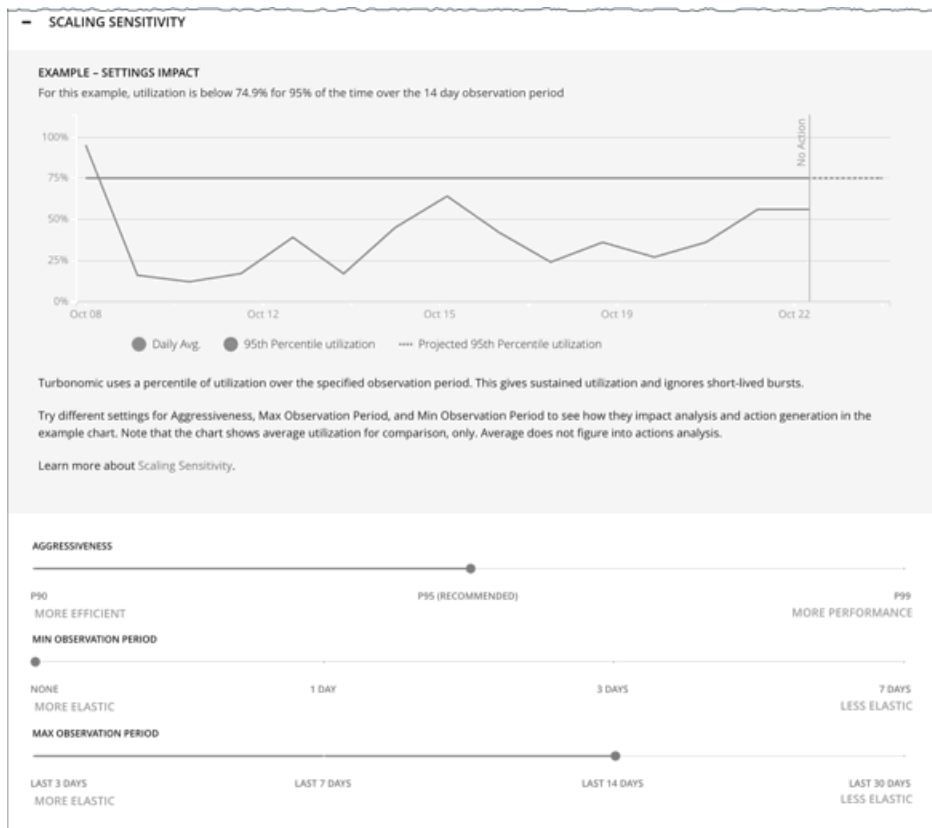 − SCALING SENSITIVITY
EXAMPLE – SETTINGS IMPACT
For this example, utilization is below 74.9% for 95% of the time over the 14 day observation period
No Action
100%
75%
50%
25%
0%
Oct 08 Oct 12 Oct 15 Oct 19 Oct 22
Daily Avg. 95th Percentile utilization Projected 95th Percentile utilization
Turbonomic uses a percentile of utilization over the specified observation period. This gives sustained utilization and ignores short-lived bursts.
Try different settings for Aggressiveness, Max Observation Period, and Min Observation Period to see how they impact analysis and action generation in the
example chart. Note that the chart shows average utilization for comparison, only. Average does not figure into actions analysis.
Learn more about Scaling Sensitivity.
AGGRESSIVENESS
P90 P95 (RECOMMENDED) P99
MORE EFFICIENT MORE PERFORMANCE
MIN OBSERVATION PERIOD
NONE 1 DAY 3 DAYS 7 DAYS
MORE ELASTIC LESS ELASTIC
MAX OBSERVATION PERIOD
LAST 3 DAYS LAST 7 DAYS LAST 14 DAYS LAST 30 DAYS
MORE ELASTIC LESS ELASTIC